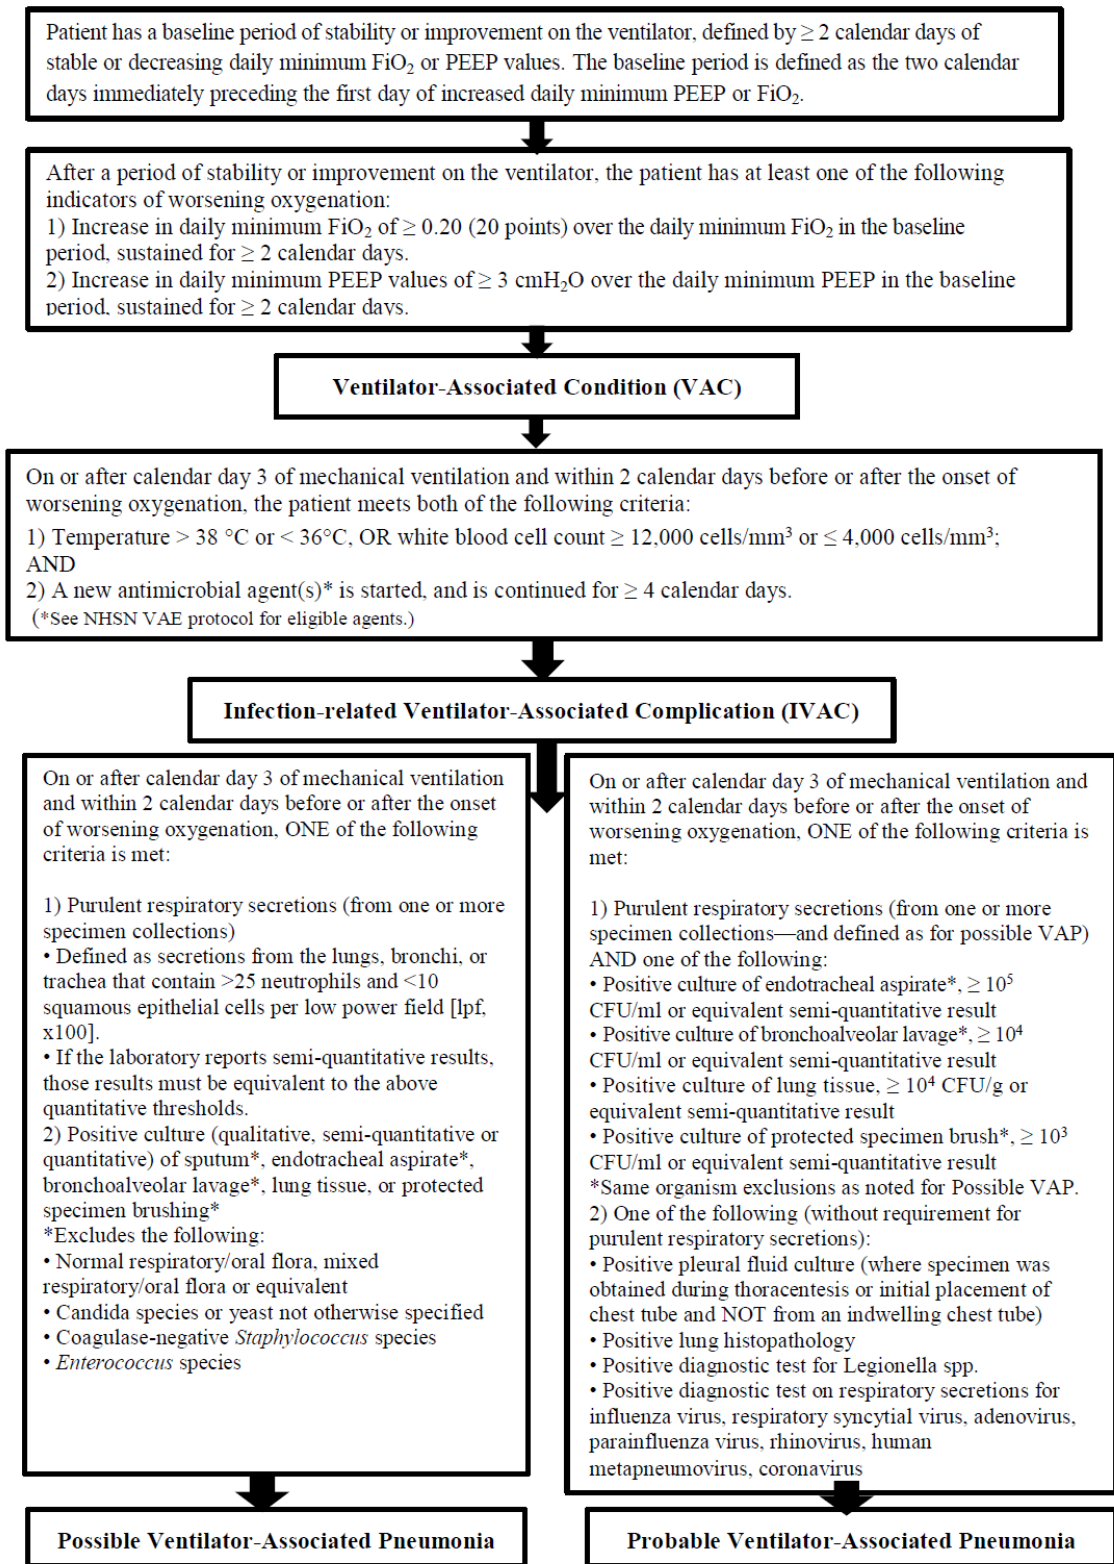 Patient has a baseline period of stability or improvement on the ventilator, defined by ≥ 2 calendar days of
stable or decreasing daily minimum FiO₂ or PEEP values. The baseline period is defined as the two calendar
days immediately preceding the first day of increased daily minimum PEEP or FiO₂.
After a period of stability or improvement on the ventilator, the patient has at least one of the following
indicators of worsening oxygenation:
1) Increase in daily minimum FiO₂ of ≥ 0.20 (20 points) over the daily minimum FiO₂ in the baseline
period, sustained for ≥ 2 calendar days.
2) Increase in daily minimum PEEP values of ≥ 3 cmH₂O over the daily minimum PEEP in the baseline
period, sustained for ≥ 2 calendar days.
Ventilator-Associated Condition (VAC)
On or after calendar day 3 of mechanical ventilation and within 2 calendar days before or after the onset of
worsening oxygenation, the patient meets both of the following criteria:
1) Temperature > 38 °C or < 36°C, OR white blood cell count ≥ 12,000 cells/mm³ or ≤ 4,000 cells/mm³;
AND
2) A new antimicrobial agent(s)* is started, and is continued for ≥ 4 calendar days.
(*See NHSN VAE protocol for eligible agents.)
Infection-related Ventilator-Associated Complication (IVAC)
On or after calendar day 3 of mechanical ventilation
and within 2 calendar days before or after the onset
of worsening oxygenation, ONE of the following
criteria is met:
1) Purulent respiratory secretions (from one or more
specimen collections)
• Defined as secretions from the lungs, bronchi, or
trachea that contain >25 neutrophils and <10
squamous epithelial cells per low power field [lpf,
x100].
• If the laboratory reports semi-quantitative results,
those results must be equivalent to the above
quantitative thresholds.
2) Positive culture (qualitative, semi-quantitative or
quantitative) of sputum*, endotracheal aspirate*,
bronchoalveolar lavage*, lung tissue, or protected
specimen brushing*
*Excludes the following:
• Normal respiratory/oral flora, mixed
respiratory/oral flora or equivalent
• Candida species or yeast not otherwise specified
• Coagulase-negative Staphylococcus species
• Enterococcus species
Possible Ventilator-Associated Pneumonia
On or after calendar day 3 of mechanical ventilation and
within 2 calendar days before or after the onset of
worsening oxygenation, ONE of the following criteria is
met:
1) Purulent respiratory secretions (from one or more
specimen collections—and defined as for possible VAP)
AND one of the following:
• Positive culture of endotracheal aspirate*, ≥ 10⁵
CFU/ml or equivalent semi-quantitative result
• Positive culture of bronchoalveolar lavage*, ≥ 10⁴
CFU/ml or equivalent semi-quantitative result
• Positive culture of lung tissue, ≥ 10⁴ CFU/g or
equivalent semi-quantitative result
• Positive culture of protected specimen brush*, ≥ 10³
CFU/ml or equivalent semi-quantitative result
*Same organism exclusions as noted for Possible VAP.
2) One of the following (without requirement for
purulent respiratory secretions):
• Positive pleural fluid culture (where specimen was
obtained during thoracentesis or initial placement of
chest tube and NOT from an indwelling chest tube)
• Positive lung histopathology
• Positive diagnostic test for Legionella spp.
• Positive diagnostic test on respiratory secretions for
influenza virus, respiratory syncytial virus, adenovirus,
parainfluenza virus, rhinovirus, human
metapneumovirus, coronavirus
Probable Ventilator-Associated Pneumonia